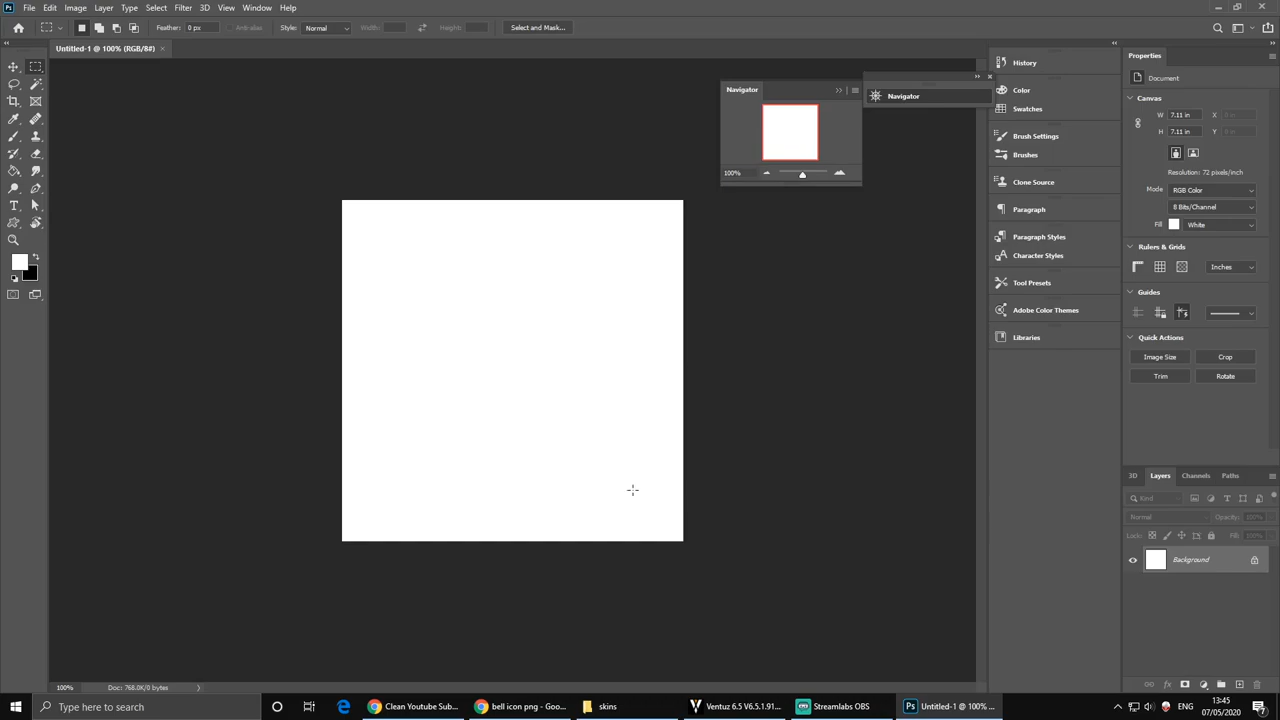 Ps File Edit Image Layer Type Select Filter 3D View Window Help
Feather: 0 px Anti-alias Style: Normal Width: Height: Select and Mask...
Untitled-1 @ 100% (RGB/8#)
Navigator
100%
Navigator
History
Color
Swatches
Brush Settings
Brushes
Clone Source
Paragraph
Paragraph Styles
Character Styles
Tool Presets
Adobe Color Themes
Libraries
Properties
Document
Canvas
W 7.11 in X 0 in
H 7.11 in Y 0 in
Resolution: 72 pixels/inch
Mode RGB Color
8 Bits/Channel
Fill White
Rulers & Grids
Inches
Guides
Quick Actions
Image Size Crop
Trim Rotate
3D Layers Channels Paths
Kind
Normal Opacity: 100%
Lock: Fill: 100%
Background
100% Doc: 768.0K/0 bytes
Type here to search
Clean Youtube Sub...
bell icon png - Goo...
skins
Ventuz 6.5 V6.5.1.91...
Streamlabs OBS
Ps Untitled-1 @ 100% ...
13:45
07/05/2020